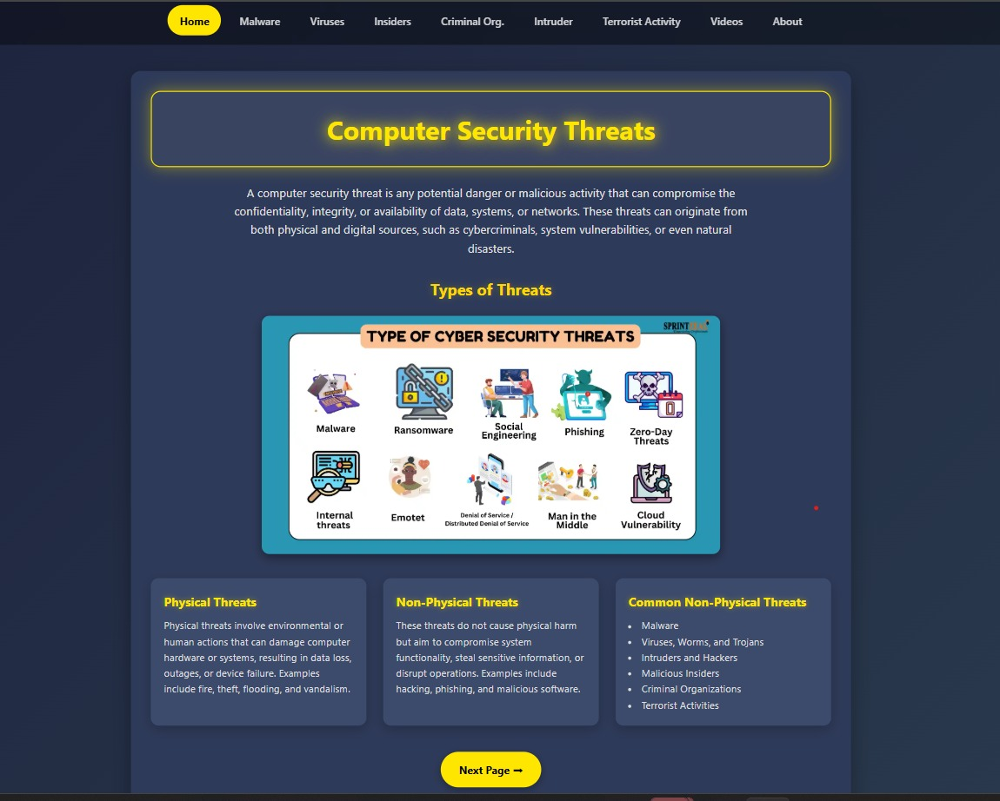 Home Malware Viruses Insiders Criminal Org. Intruder Terrorist Activity Videos About
Computer Security Threats
A computer security threat is any potential danger or malicious activity that can compromise the
confidentiality, integrity, or availability of data, systems, or networks. These threats can originate from
both physical and digital sources, such as cybercriminals, system vulnerabilities, or even natural
disasters.
Types of Threats
SPRINT
TYPE OF CYBER SECURITY THREATS
Malware
Ransomware
Social
Engineering
Phishing
Zero-Day
Threats
Internal
threats
Emotet
Denial of Service /
Distributed Denial of Service
Man in the
Middle
Cloud
Vulnerability
Physical Threats
Physical threats involve environmental or
human actions that can damage computer
hardware or systems, resulting in data loss,
outages, or device failure. Examples
include fire, theft, flooding, and vandalism.
Non-Physical Threats
These threats do not cause physical harm
but aim to compromise system
functionality, steal sensitive information, or
disrupt operations. Examples include
hacking, phishing, and malicious software.
Common Non-Physical Threats
• Malware
• Viruses, Worms, and Trojans
• Intruders and Hackers
• Malicious Insiders
• Criminal Organizations
• Terrorist Activities
Next Page ➞